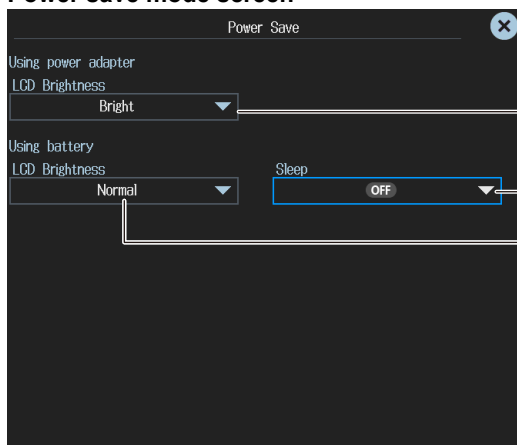 Power save mode screen
Power Save
Using power adapter
LCD Brightness
Bright
Using battery
LCD Brightness
Sleep
Normal
OFF